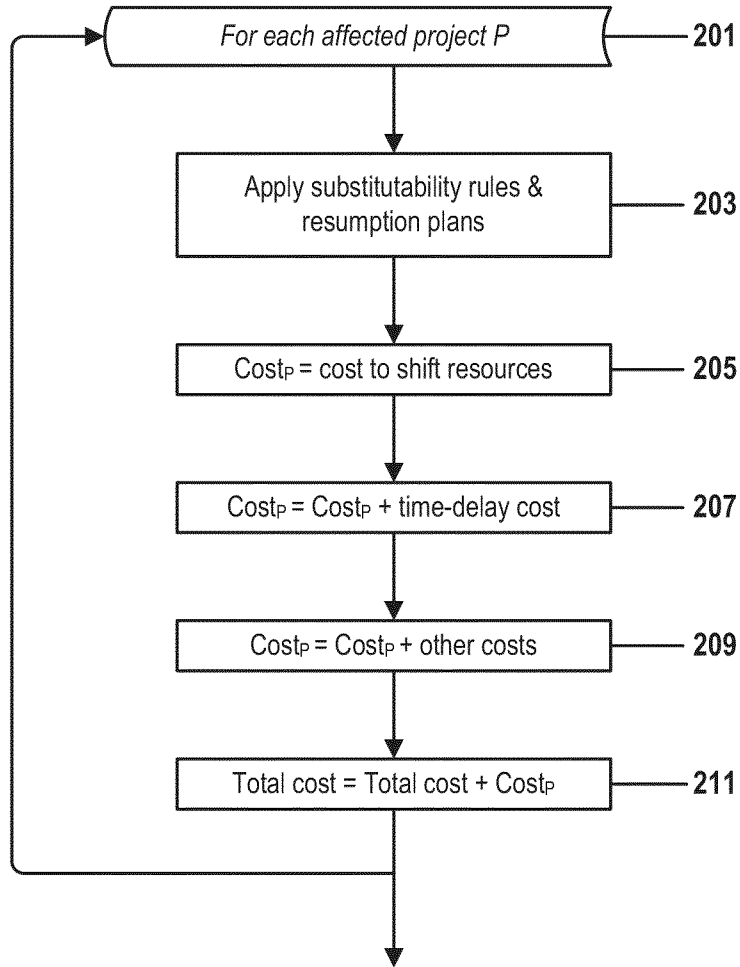 For each affected project P
201
Apply substitutability rules &
resumption plans
203
CostP = cost to shift resources
205
CostP = CostP + time-delay cost
207
CostP = CostP + other costs
209
Total cost = Total cost + CostP
211